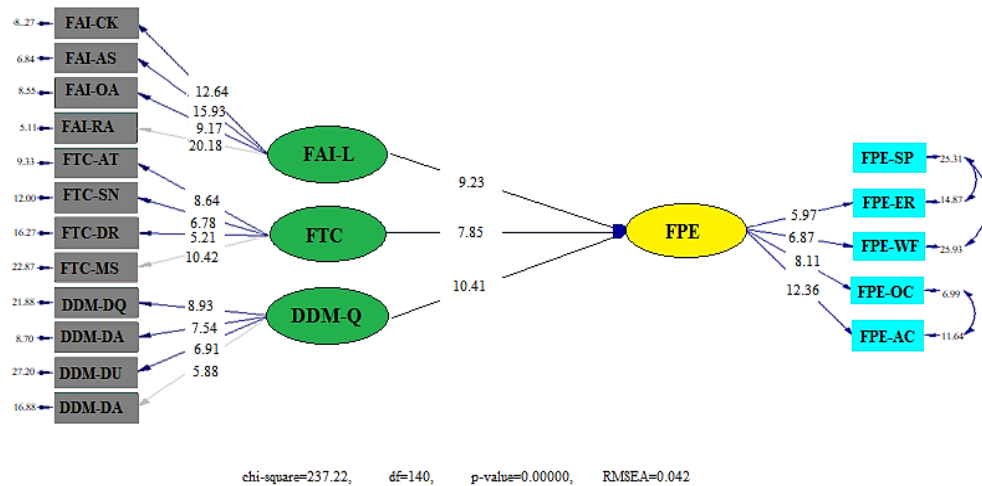 8.27 FAI-CK
6.84 FAI-AS
8.55 FAI-OA
5.11 FAI-RA
9.33 FTC-AT
12.00 FTC-SN
16.27 FTC-DR
22.87 FTC-MS
21.88 DDM-DQ
8.70 DDM-DA
27.20 DDM-DU
16.88 DDM-DA
12.64
15.93
9.17
20.18
8.64
6.78
5.21
10.42
8.93
7.54
6.91
5.88
FAI-L
FTC
DDM-Q
9.23
7.85
10.41
FPE
5.97
6.87
8.11
12.36
FPE-SP 25.31
FPE-ER 14.87
FPE-WF 25.93
FPE-OC 6.99
FPE-AC 11.64
chi-square=237.22, df=140, p-value=0.00000, RMSEA=0.042